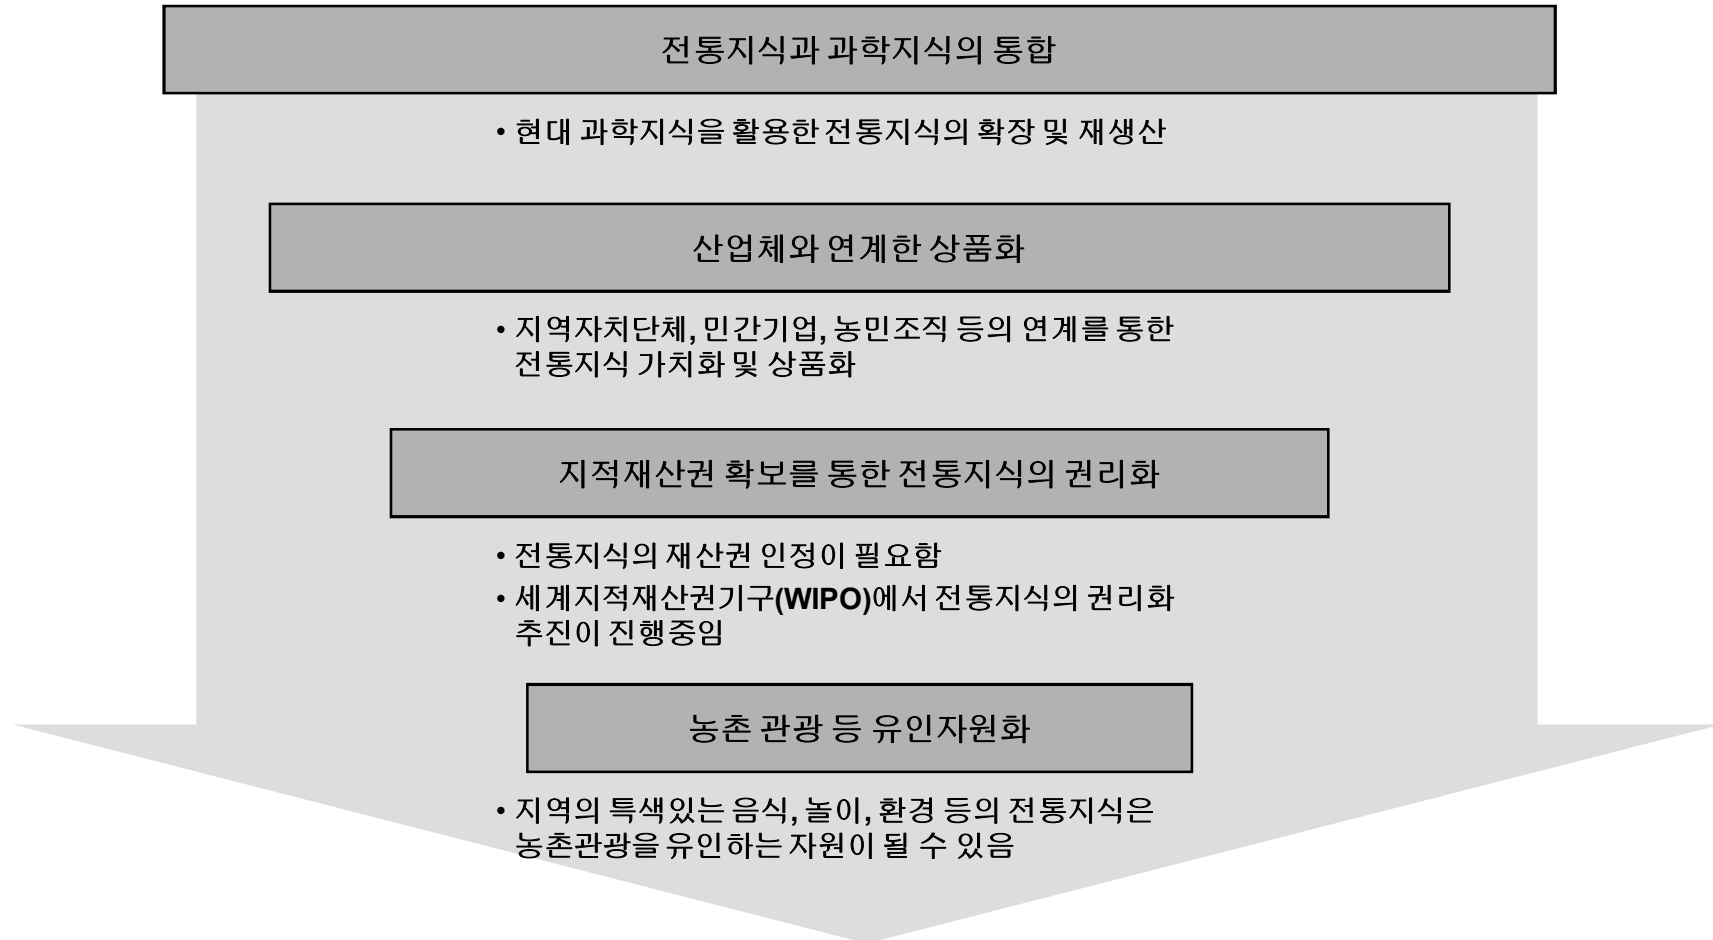 전통지식과 과학지식의 통합
• 현대 과학지식을 활용한 전통지식의 확장 및 재생산
산업체와 연계한 상품화
• 지역자치단체, 민간기업, 농민조직 등의 연계를 통한
전통지식 가치화 및 상품화
지적재산권 확보를 통한 전통지식의 권리화
• 전통지식의 재산권 인정이 필요함
• 세계지적재산권기구(WIPO)에서 전통지식의 권리화
추진이 진행중임
농촌 관광 등 유인자원화
• 지역의 특색있는 음식, 놀이, 환경 등의 전통지식은
농촌관광을 유인하는 자원이 될 수 있음